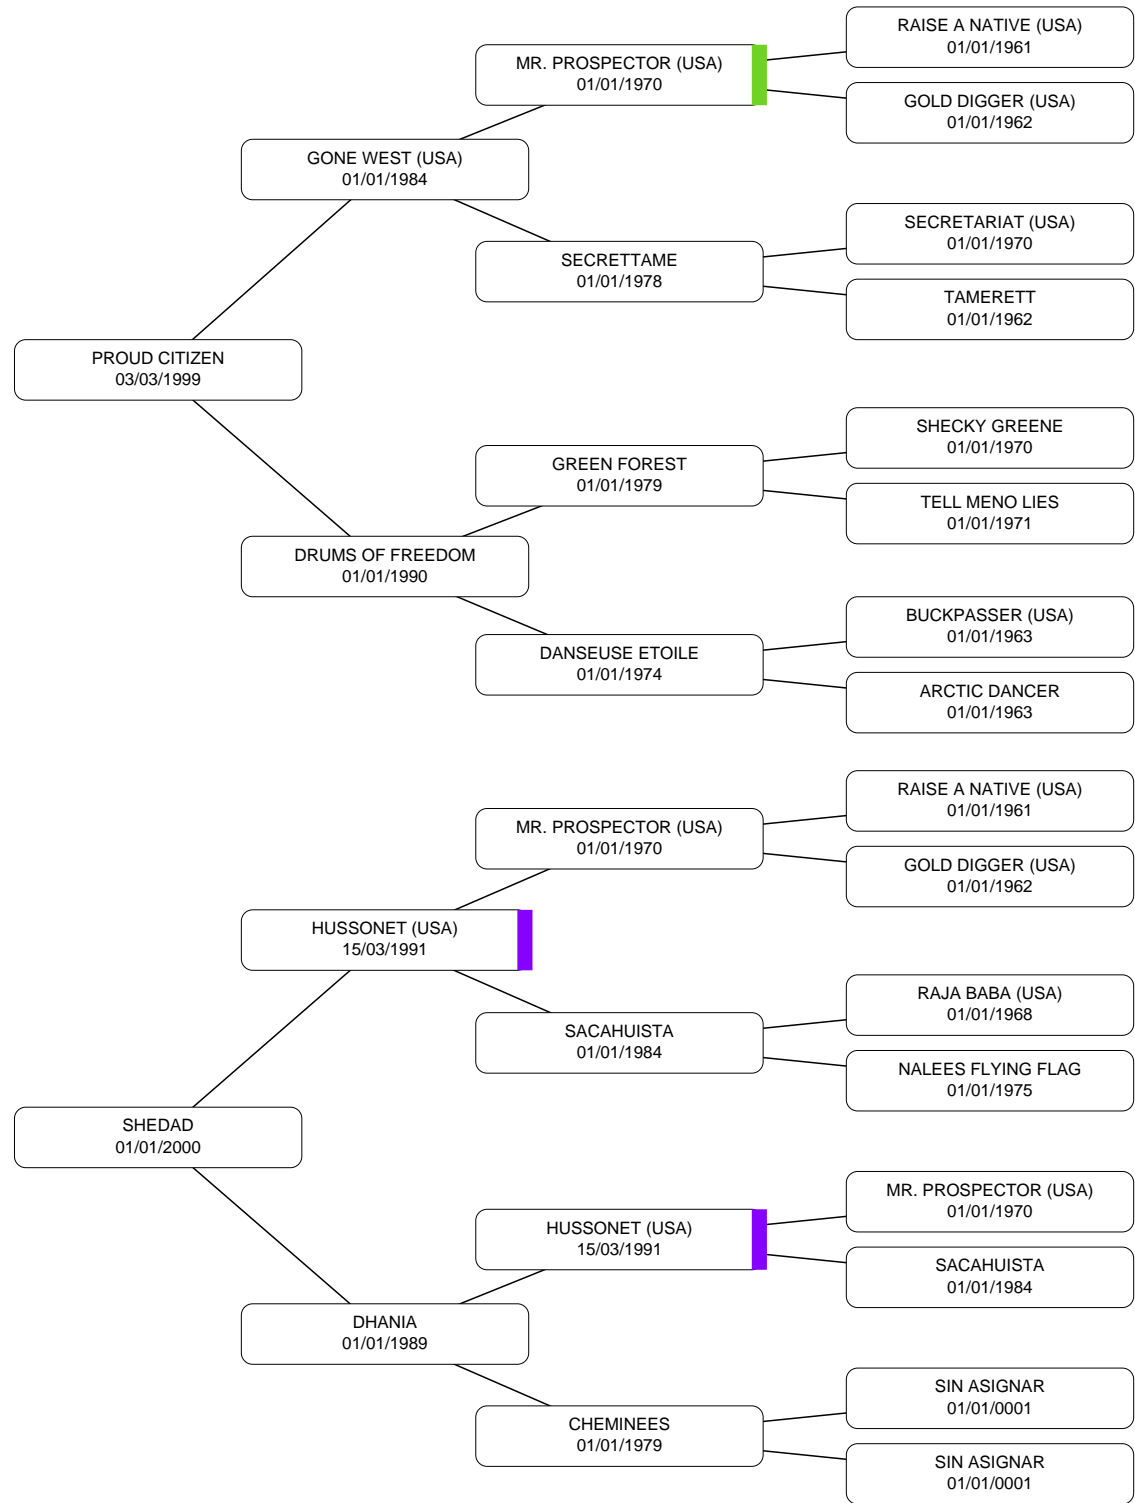 RAISE A NATIVE (USA)
01/01/1961
MR. PROSPECTOR (USA)
01/01/1970
GOLD DIGGER (USA)
01/01/1962
GONE WEST (USA)
01/01/1984
SECRETARIAT (USA)
01/01/1970
SECRETTAME
01/01/1978
TAMERETT
01/01/1962
PROUD CITIZEN
03/03/1999
SHECKY GREENE
01/01/1970
GREEN FOREST
01/01/1979
TELL MENO LIES
01/01/1971
DRUMS OF FREEDOM
01/01/1990
BUCKPASSER (USA)
01/01/1963
DANSEUSE ETOILE
01/01/1974
ARCTIC DANCER
01/01/1963
RAISE A NATIVE (USA)
01/01/1961
MR. PROSPECTOR (USA)
01/01/1970
GOLD DIGGER (USA)
01/01/1962
HUSSONET (USA)
15/03/1991
RAJA BABA (USA)
01/01/1968
SACAHUISTA
01/01/1984
NALEES FLYING FLAG
01/01/1975
SHEDAD
01/01/2000
MR. PROSPECTOR (USA)
01/01/1970
HUSSONET (USA)
15/03/1991
SACAHUISTA
01/01/1984
DHANIA
01/01/1989
SIN ASIGNAR
01/01/0001
CHEMINEES
01/01/1979
SIN ASIGNAR
01/01/0001